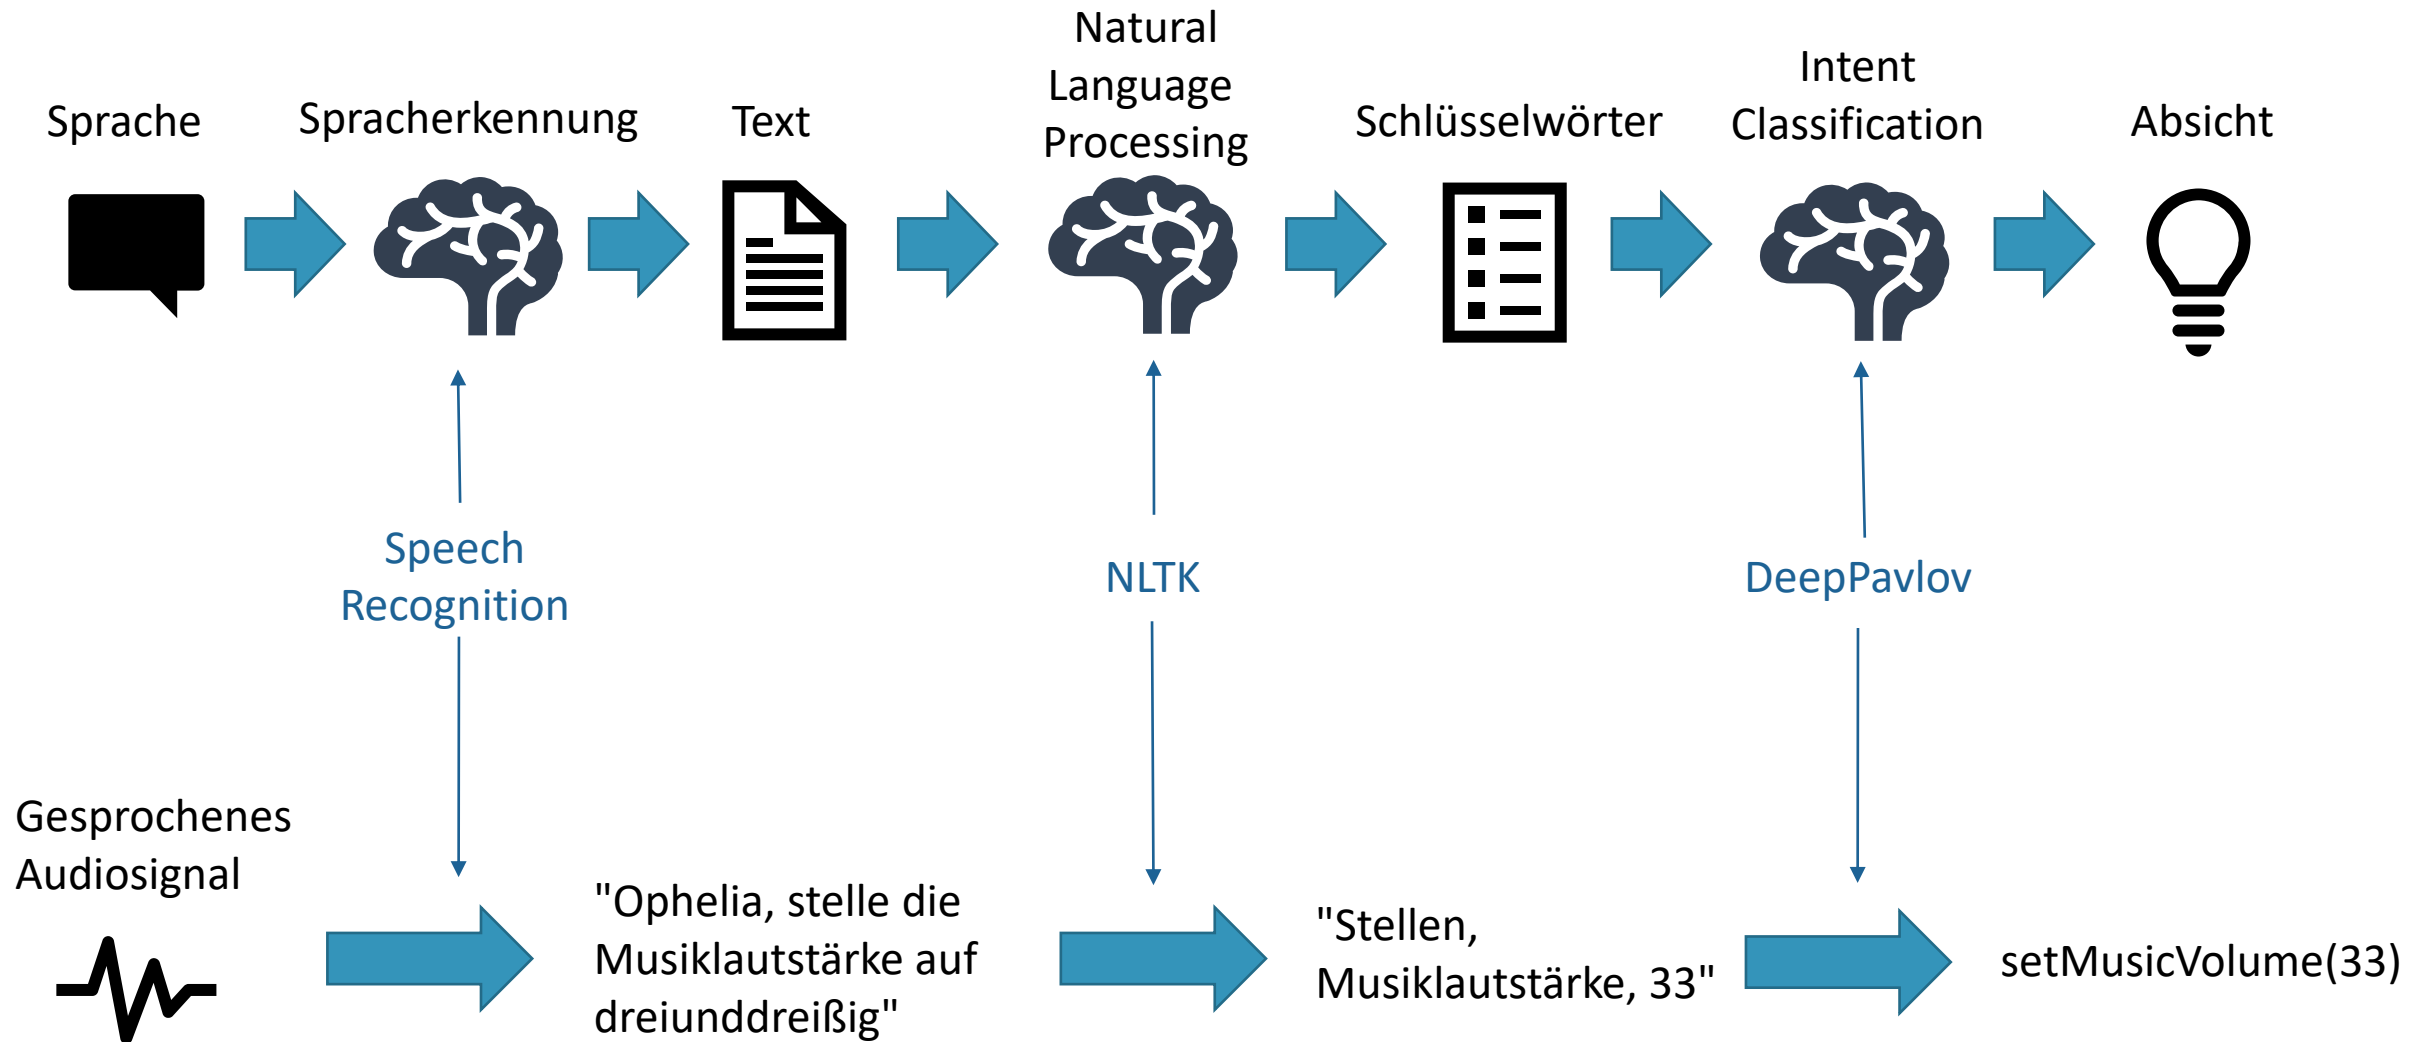 Sprache
Spracherkennung
Text
Natural
Language
Processing
Schlüsselwörter
Intent
Classification
Absicht
Speech
Recognition
NLTK
DeepPavlov
Gesprochenes
Audiosignal
"Ophelia, stelle die
Musiklautstärke auf
dreiunddreißig"
"Stellen,
Musiklautstärke, 33"
setMusicVolume(33)